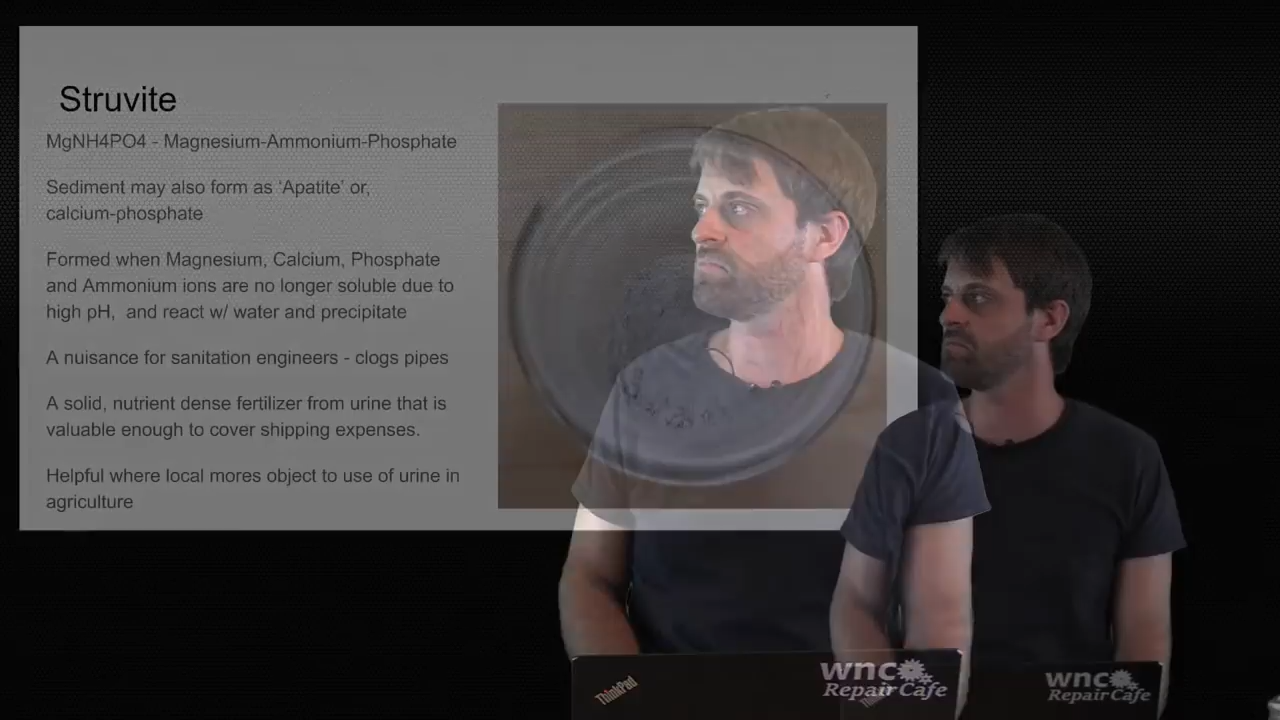 Struvite
MgNH4PO4 - Magnesium-Ammonium-Phosphate
Sediment may also form as ‘Apatite’ or,
calcium-phosphate
Formed when Magnesium, Calcium, Phosphate
and Ammonium ions are no longer soluble due to
high pH, and react w/ water and precipitate
A nuisance for sanitation engineers - clogs pipes
A solid, nutrient dense fertilizer from urine that is
valuable enough to cover shipping expenses.
Helpful where local mores object to use of urine in
agriculture
ThinkPad
wnc
Repair Cafe
wnc
Repair Cafe